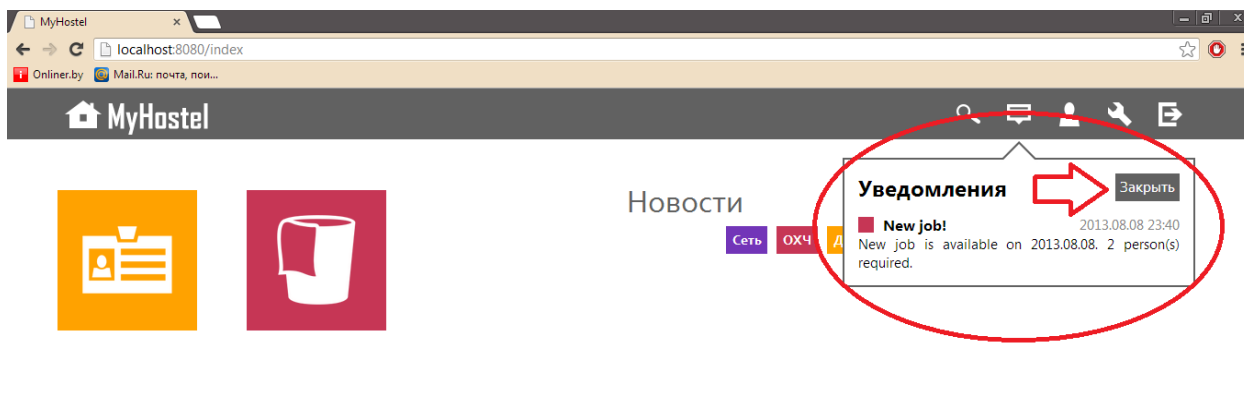 MyHostel
localhost:8080/index
Onliner.by Mail.Ru: почта, пои...
MyHostel
Новости
Сеть ОХЧ Д
Уведомления
Закрыть
New job! 2013.08.08 23:40
New job is available on 2013.08.08. 2 person(s)
required.